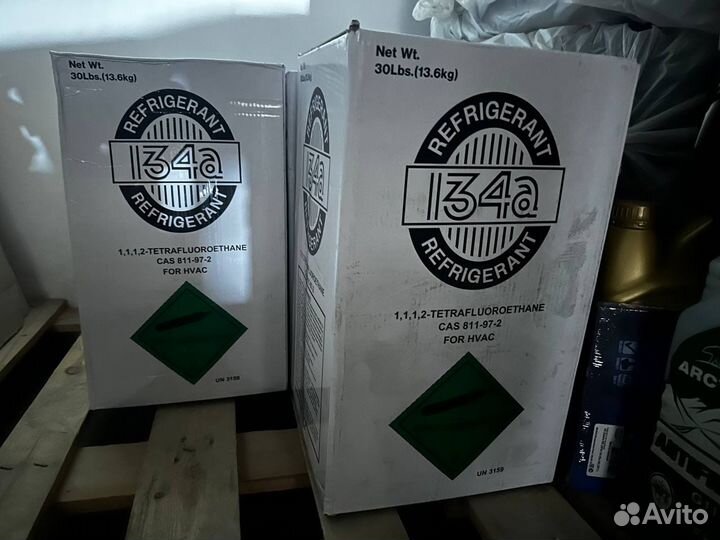 Net Wt.
30Lbs.(13.6kg)
REFRIGERANT
134a
REFRIGERANT
1,1,1,2-TETRAFLUOROETHANE
CAS 811-97-2
FOR HVAC
UN 3159
134a
Net Wt.
30Lbs.(13.6kg)
REFRIGERANT
134a
REFRIGERANT
1,1,1,2-TETRAFLUOROETHANE
CAS 811-97-2
FOR HVAC
UN 3159
ARC
Avito